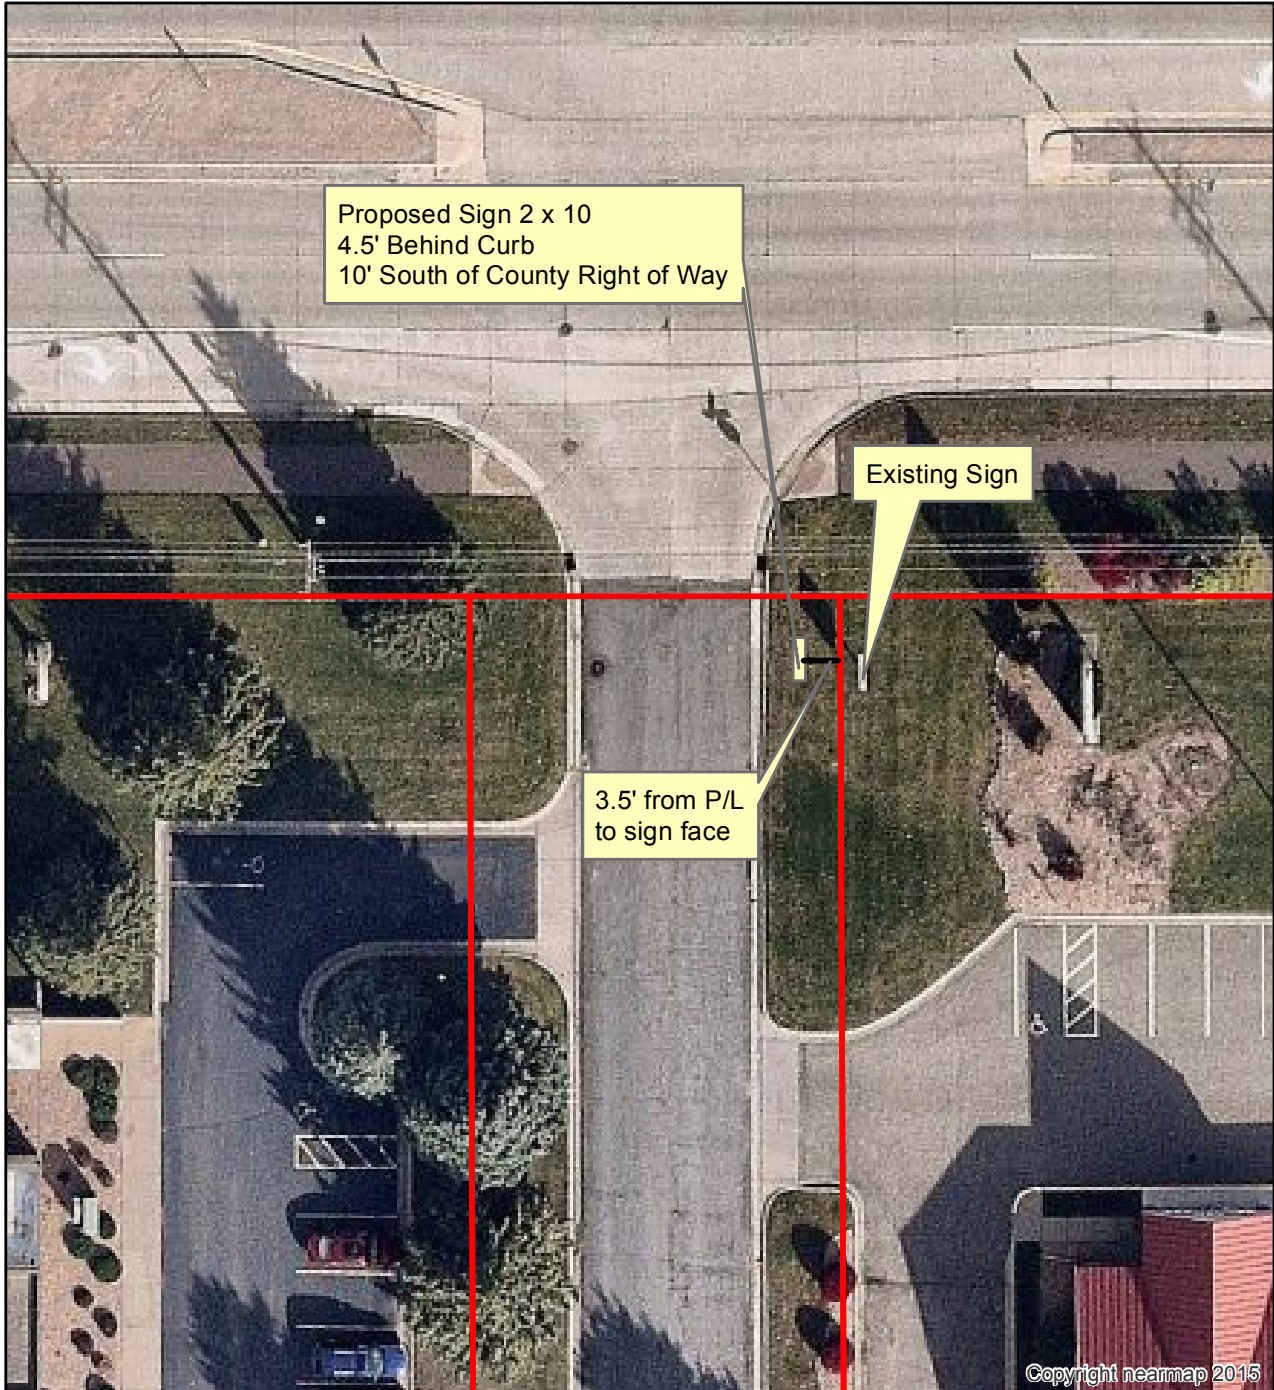 Proposed Sign 2 x 10
4.5' Behind Curb
10' South of County Right of Way
Existing Sign
3.5' from P/L
to sign face
Copyright nearmap 2015